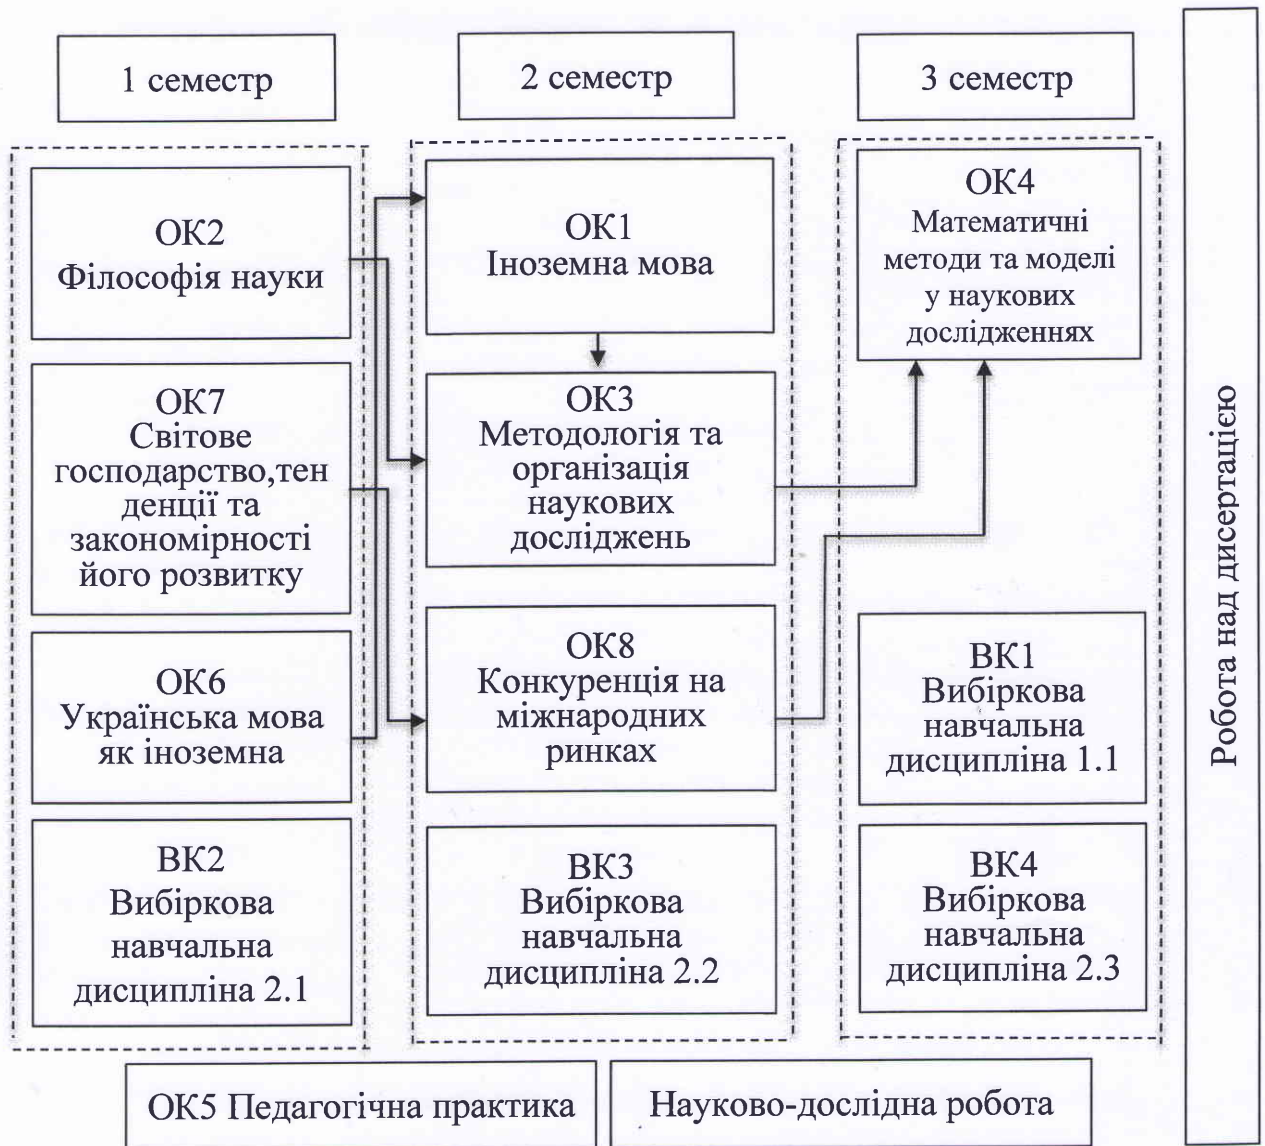 1 семестр
2 семестр
3 семестр
ОК2
Філософія науки
ОК7
Світове
господарство,тен
денції та
закономірності
його розвитку
ОК6
Українська мова
як іноземна
ВК2
Вибіркова
навчальна
дисципліна 2.1
ОК1
Іноземна мова
ОК3
Методологія та
організація
наукових
досліджень
ОК8
Конкуренція на
міжнародних
ринках
ВК3
Вибіркова
навчальна
дисципліна 2.2
ОК4
Математичні
методи та моделі
у наукових
дослідженнях
ВК1
Вибіркова
навчальна
дисципліна 1.1
ВК4
Вибіркова
навчальна
дисципліна 2.3
Робота над дисертацією
ОК5 Педагогічна практика
Науково-дослідна робота